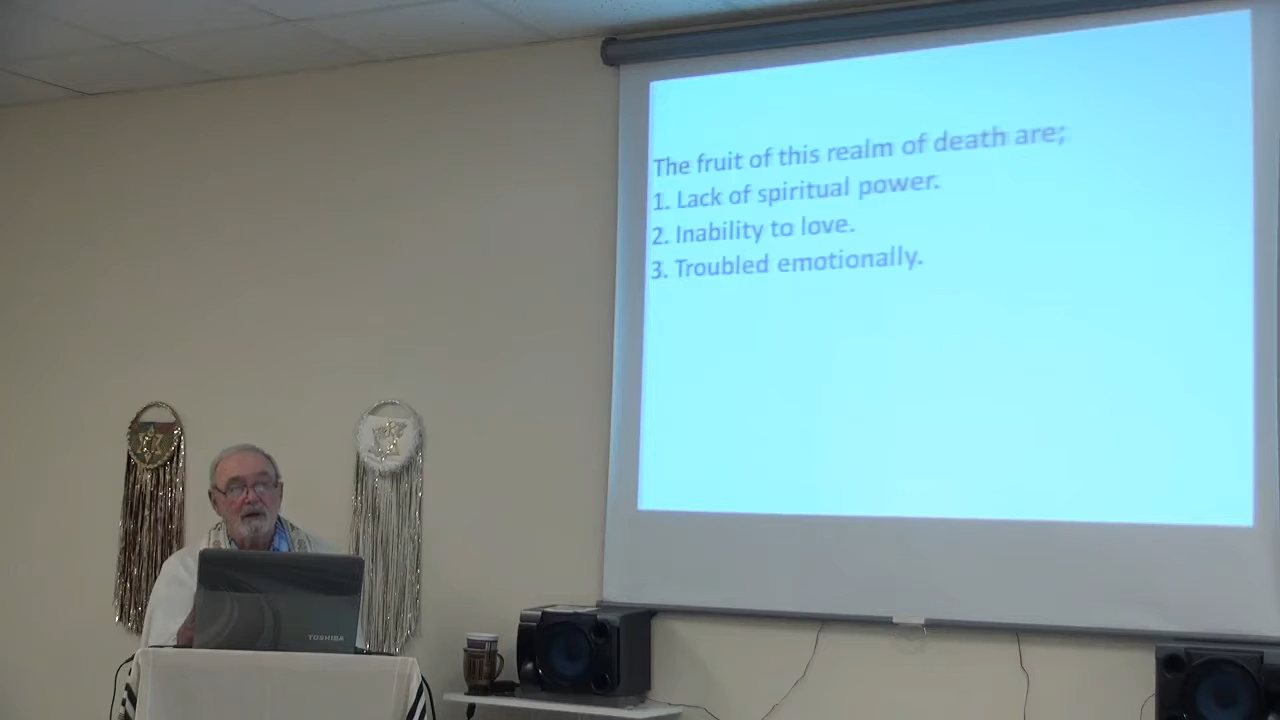 The fruit of this realm of death are;
1. Lack of spiritual power.
2. Inability to love.
3. Troubled emotionally.
TOSHIBA